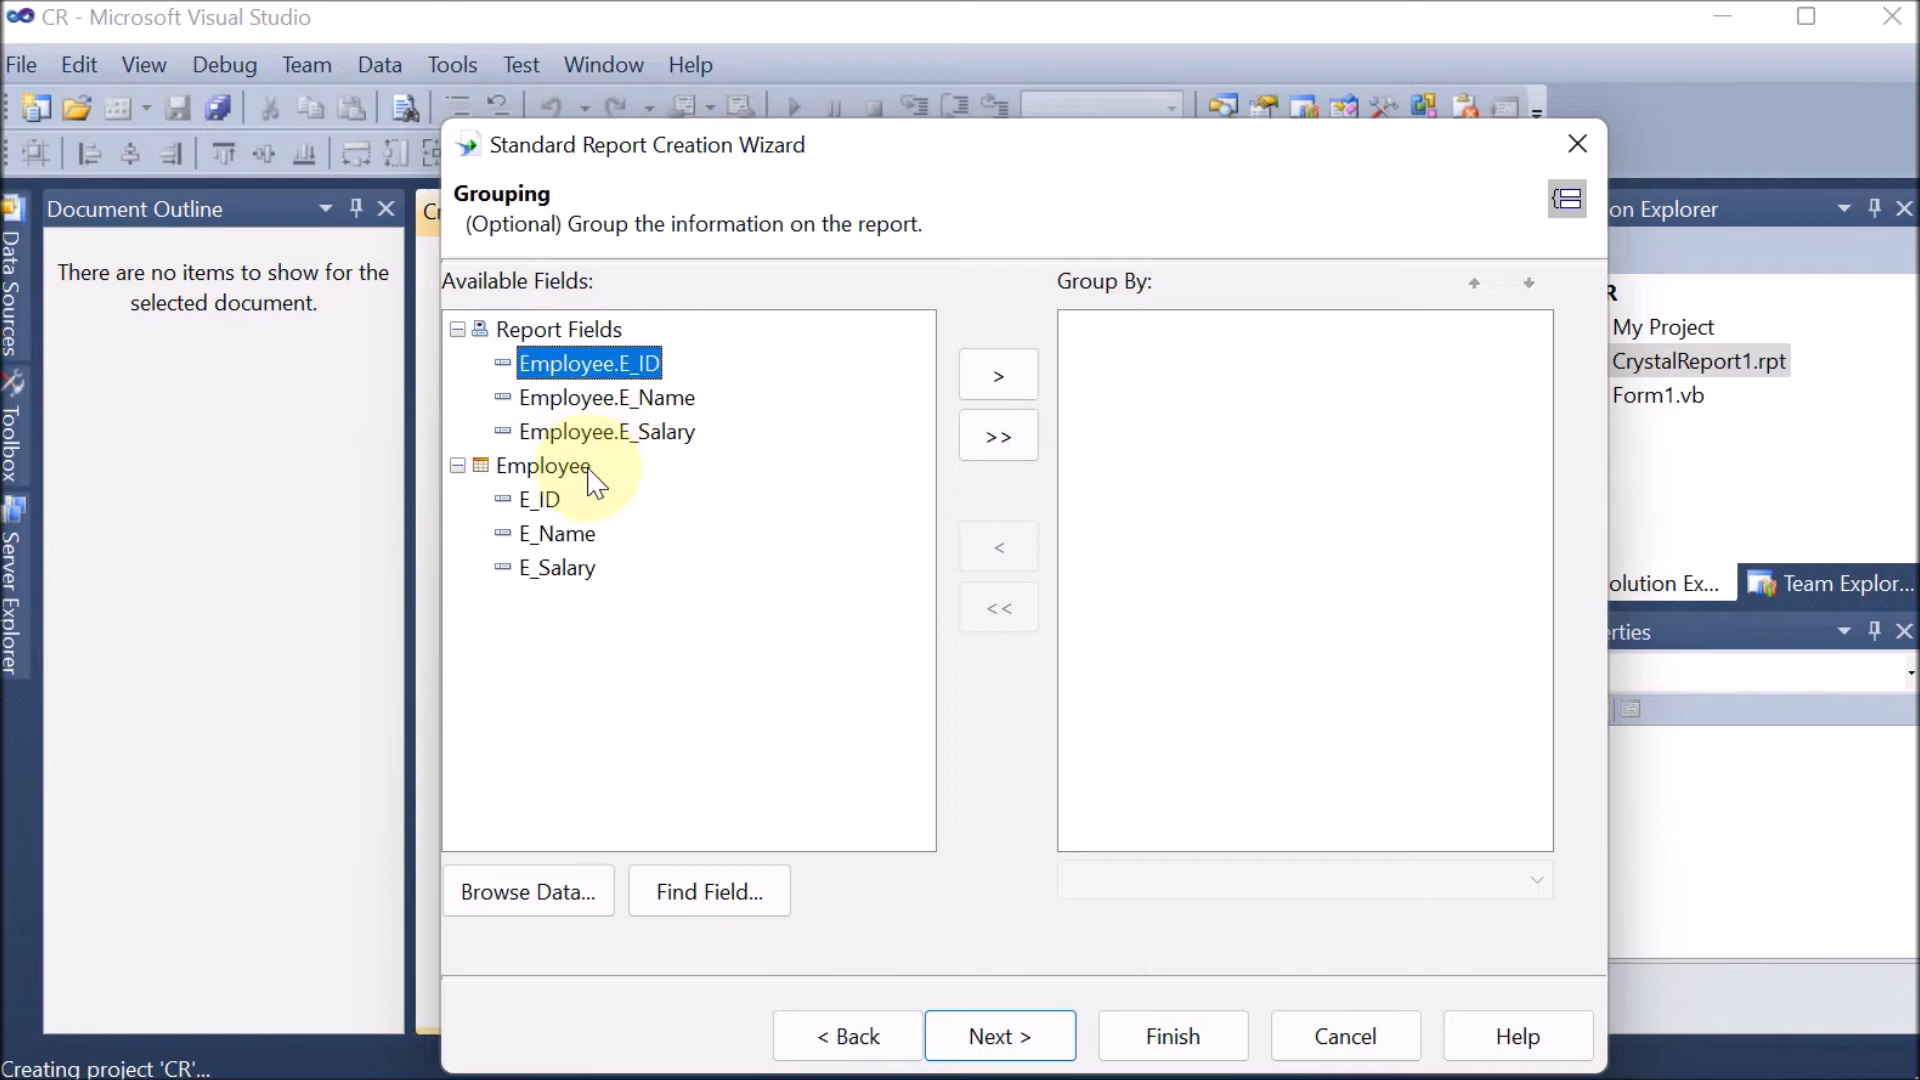 CR - Microsoft Visual Studio
File Edit View Debug Team Data Tools Test Window Help
Standard Report Creation Wizard
Grouping
(Optional) Group the information on the report.
Document Outline
There are no items to show for the
selected document.
Data Sources
Toolbox
Server Explorer
Available Fields:
Group By:
Report Fields
Employee.E_ID
Employee.E_Name
Employee.E_Salary
Employee
E_ID
E_Name
E_Salary
>
>>
<
<<
Browse Data...
Find Field...
< Back
Next >
Finish
Cancel
Help
on Explorer
R
My Project
CrystalReport1.rpt
Form1.vb
olution Ex...
Team Explor...
erties
Creating project 'CR'...